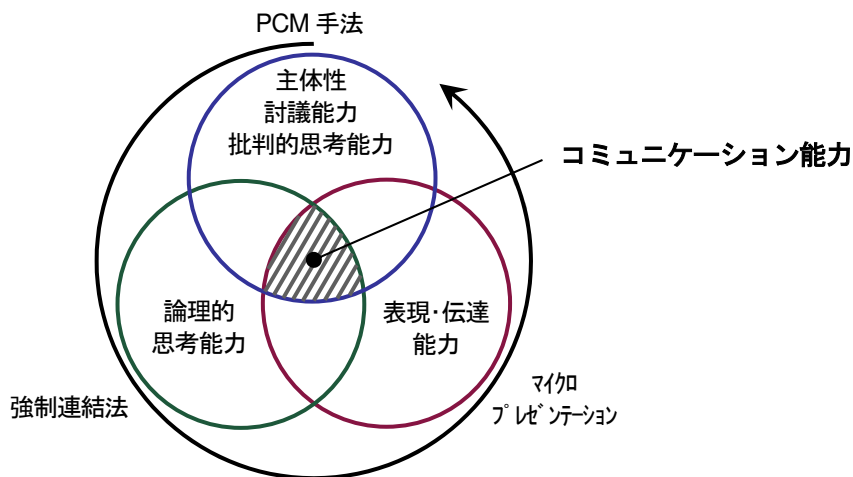 PCM 手法
主体性
討議能力
批判的思考能力
コミュニケーション能力
論理的
思考能力
表現・伝達
能力
強制連結法
ﾏｲｸﾛ
ﾌﾟﾚｾﾞﾝﾃｰｼｮﾝ